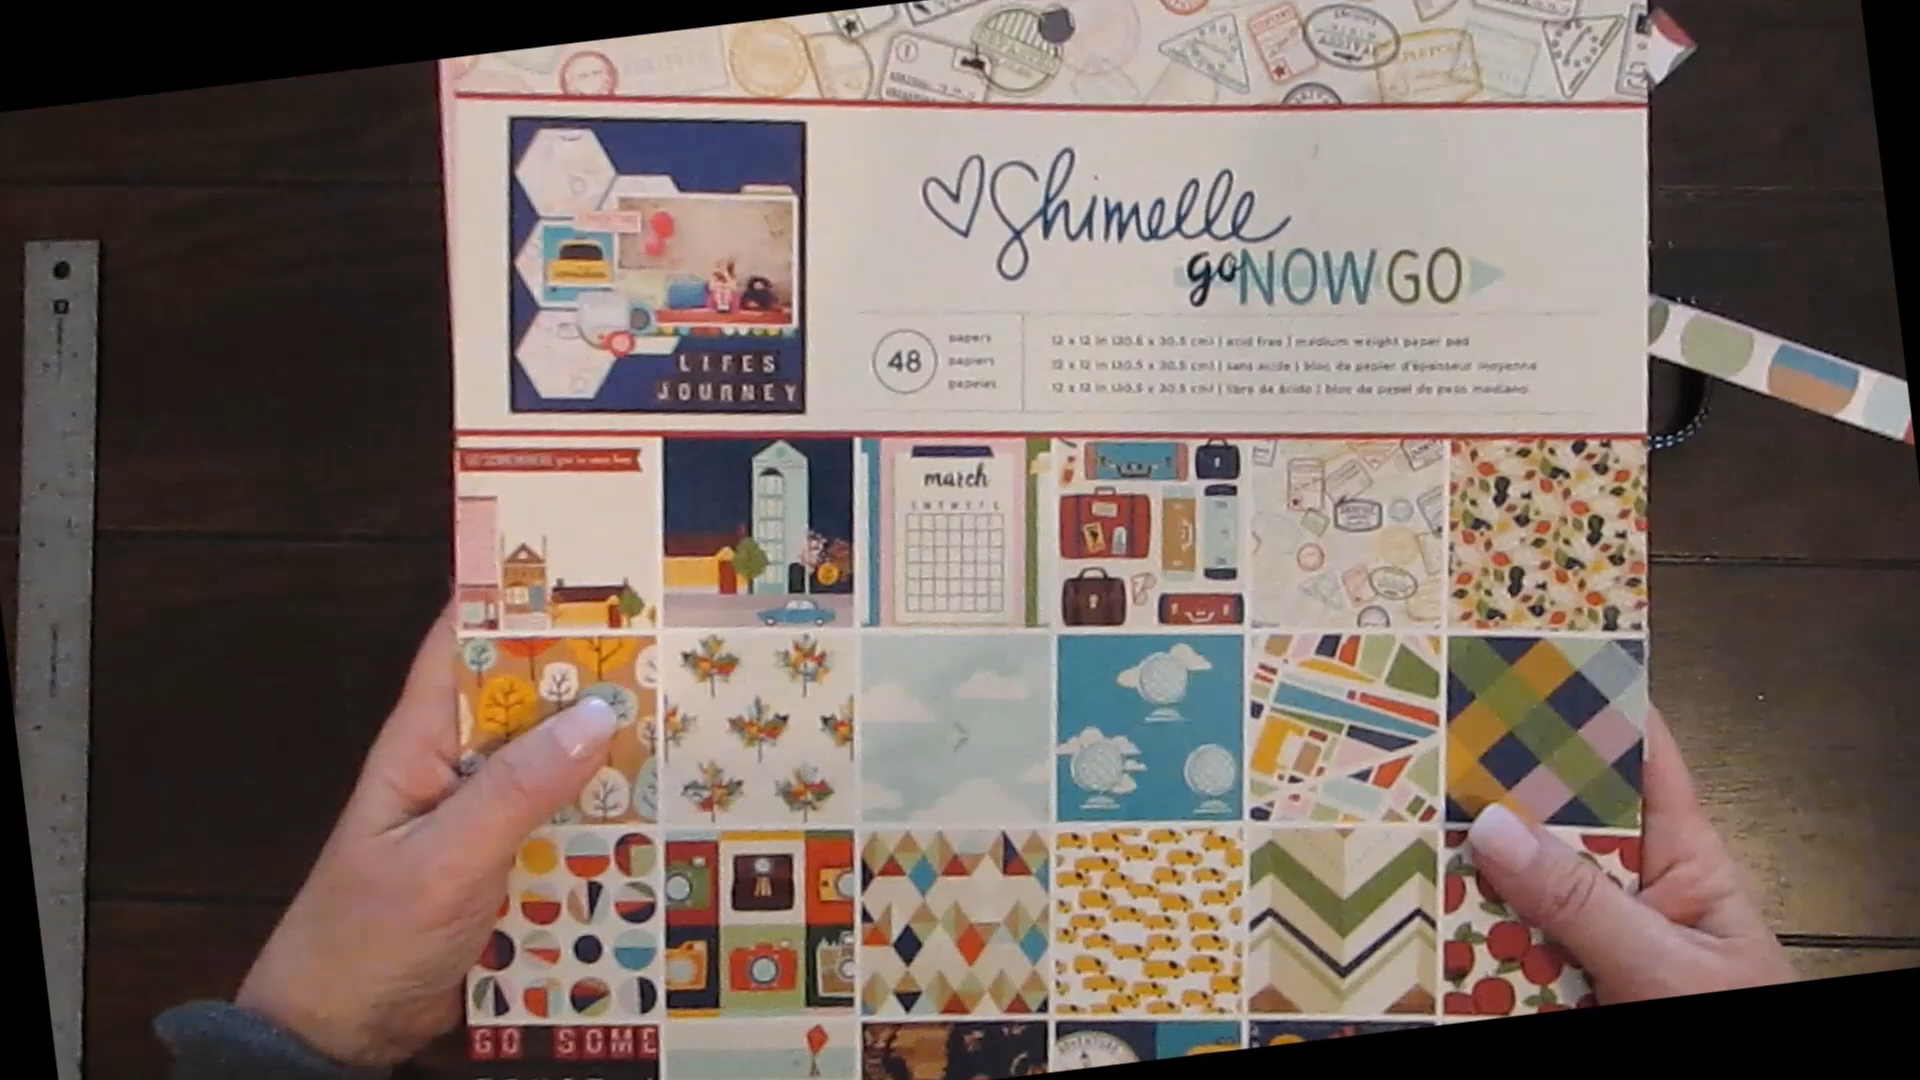 Shimelle
go NOW GO
48
papers
papiers
papeles
12 x 12 in (30.5 x 30.5 cm) | acid free | medium weight paper pad
12 x 12 in (30.5 x 30.5 cm) | sans acide | bloc de papier d'épaisseur moyenne
12 x 12 in (30.5 x 30.5 cm) | libre de ácido | bloc de papel de peso mediano
LIFES
JOURNEY
march
GO SOME
ADVENTURE